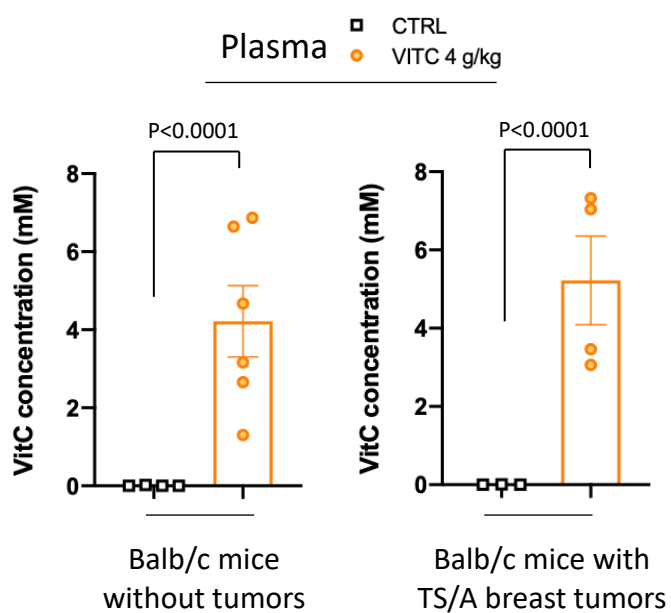 Plasma
CTRL
VITC 4 g/kg
P<0.0001
P<0.0001
VitC concentration (mM)
8
6
4
2
0
VitC concentration (mM)
8
6
4
2
0
Balb/c mice
without tumors
Balb/c mice with
TS/A breast tumors